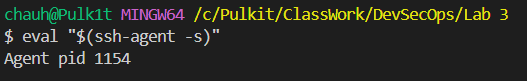 chauh@Pulk1t MINGW64 /c/Pulkit/ClassWork/DevSecOps/Lab 3
$ eval "$(ssh-agent -s)"
Agent pid 1154